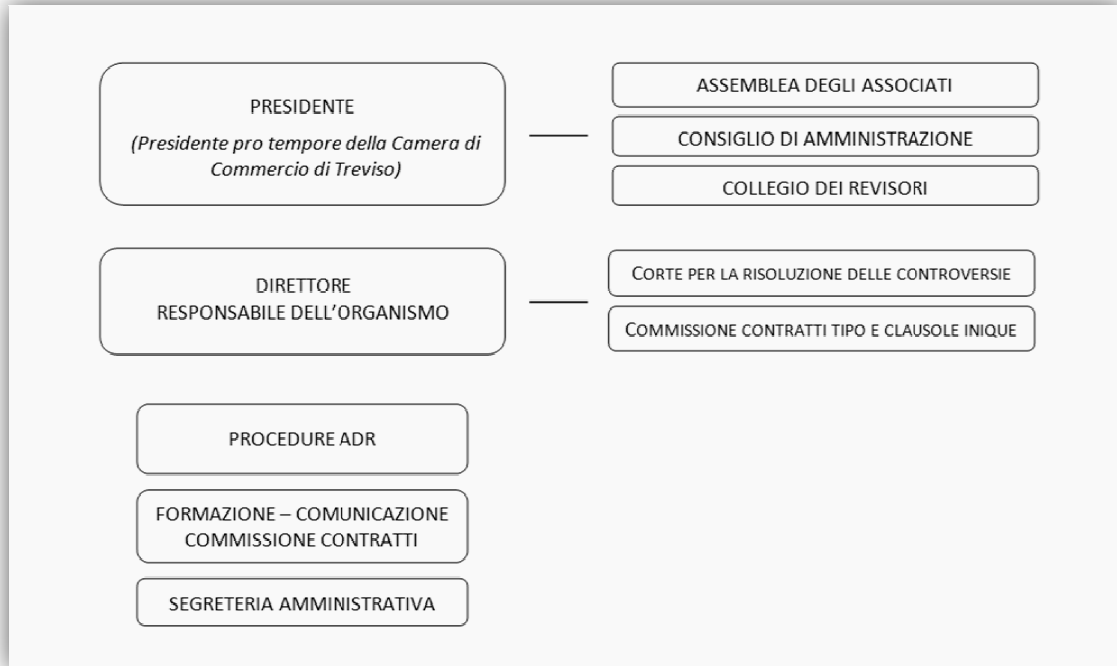 PRESIDENTE
(Presidente pro tempore della Camera di
Commercio di Treviso)
ASSEMBLEA DEGLI ASSOCIATI
CONSIGLIO DI AMMINISTRAZIONE
COLLEGIO DEI REVISORI
DIRETTORE
RESPONSABILE DELL’ORGANISMO
CORTE PER LA RISOLUZIONE DELLE CONTROVERSIE
COMMISSIONE CONTRATTI TIPO E CLAUSOLE INIQUE
PROCEDURE ADR
FORMAZIONE – COMUNICAZIONE
COMMISSIONE CONTRATTI
SEGRETERIA AMMINISTRATIVA